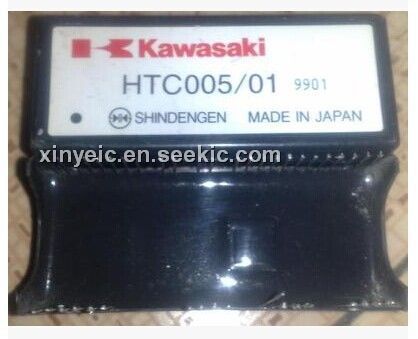 Kawasaki
HTC005/01 9901
SHINDENGEN MADE IN JAPAN
xinyeic.en.seekic.com